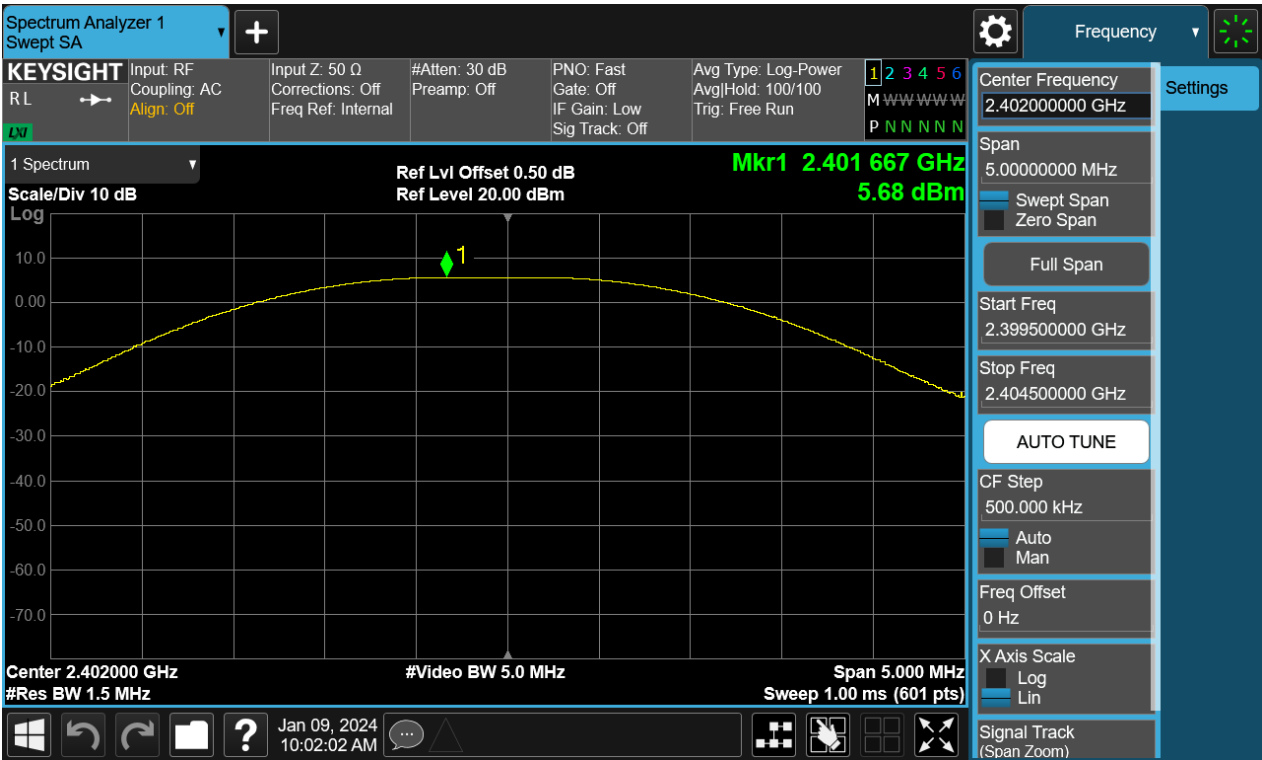 Spectrum Analyzer 1
Swept SA
Frequency
KEYSIGHT
R L
LXI
Input: RF
Coupling: AC
Align: Off
Input Z: 50 Ω
Corrections: Off
Freq Ref: Internal
#Atten: 30 dB
Preamp: Off
PNO: Fast
Gate: Off
IF Gain: Low
Sig Track: Off
Avg Type: Log-Power
Avg|Hold: 100/100
Trig: Free Run
1 2 3 4 5 6
M W W W W W W
P N N N N N
1 Spectrum
Scale/Div 10 dB
Log
Ref Lvl Offset 0.50 dB
Ref Level 20.00 dBm
Mkr1 2.401 667 GHz
5.68 dBm
1
10.0
0.00
-10.0
-20.0
-30.0
-40.0
-50.0
-60.0
-70.0
Center 2.402000 GHz
#Video BW 5.0 MHz
Span 5.000 MHz
#Res BW 1.5 MHz
Sweep 1.00 ms (601 pts)
Jan 09, 2024
10:02:02 AM
Settings
Center Frequency
2.402000000 GHz
Span
5.00000000 MHz
Swept Span
Zero Span
Full Span
Start Freq
2.399500000 GHz
Stop Freq
2.404500000 GHz
AUTO TUNE
CF Step
500.000 kHz
Auto
Man
Freq Offset
0 Hz
X Axis Scale
Log
Lin
Signal Track
(Span Zoom)